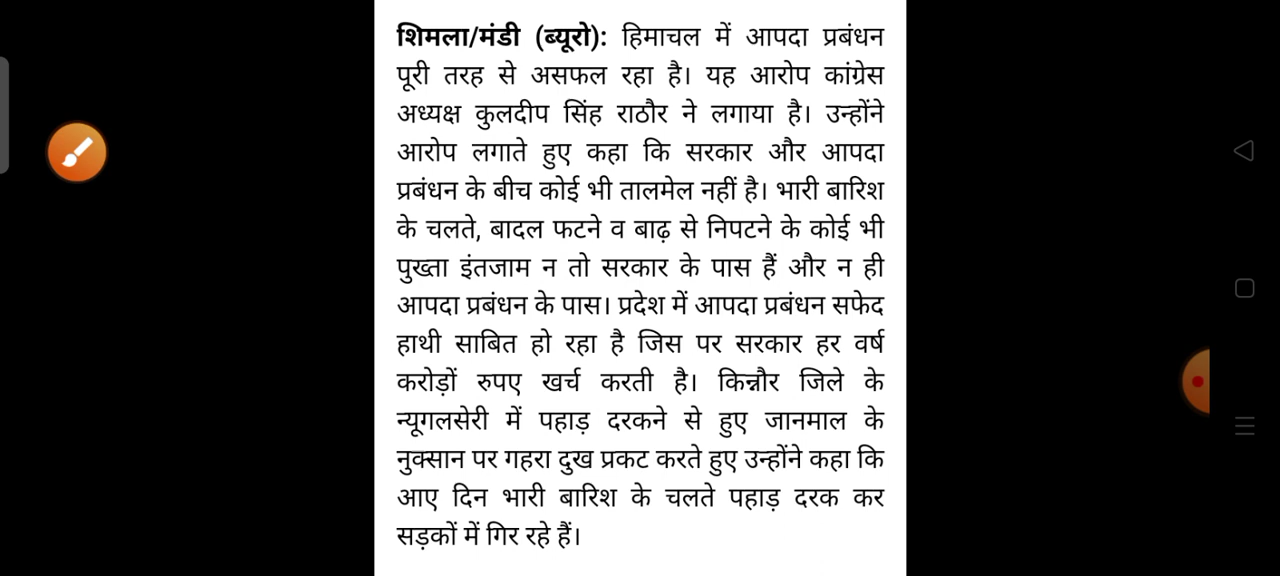 शिमला/मंडी (ब्यूरो): हिमाचल में आपदा प्रबंधन
पूरी तरह से असफल रहा है। यह आरोप कांग्रेस
अध्यक्ष कुलदीप सिंह राठौर ने लगाया है। उन्होंने
आरोप लगाते हुए कहा कि सरकार और आपदा
प्रबंधन के बीच कोई भी तालमेल नहीं है। भारी बारिश
के चलते, बादल फटने व बाढ़ से निपटने के कोई भी
पुख्ता इंतजाम न तो सरकार के पास हैं और न ही
आपदा प्रबंधन के पास। प्रदेश में आपदा प्रबंधन सफेद
हाथी साबित हो रहा है जिस पर सरकार हर वर्ष
करोड़ों रुपए खर्च करती है। किन्नौर जिले के
न्यूगलसेरी में पहाड़ दरकने से हुए जानमाल के
नुक्सान पर गहरा दुख प्रकट करते हुए उन्होंने कहा कि
आए दिन भारी बारिश के चलते पहाड़ दरक कर
सड़कों में गिर रहे हैं।